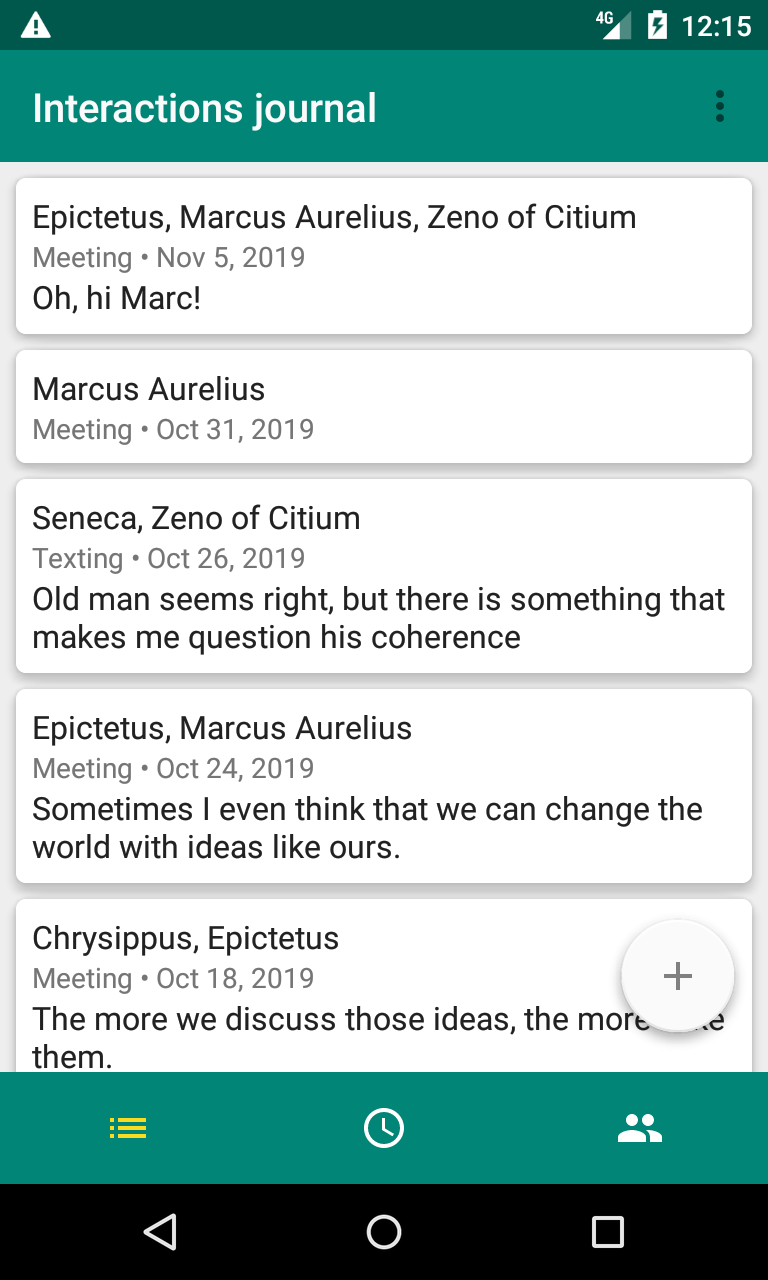 4G 12:15
Interactions journal
Epictetus, Marcus Aurelius, Zeno of Citium
Meeting • Nov 5, 2019
Oh, hi Marc!
Marcus Aurelius
Meeting • Oct 31, 2019
Seneca, Zeno of Citium
Texting • Oct 26, 2019
Old man seems right, but there is something that
makes me question his coherence
Epictetus, Marcus Aurelius
Meeting • Oct 24, 2019
Sometimes I even think that we can change the
world with ideas like ours.
Chrysippus, Epictetus
Meeting • Oct 18, 2019
The more we discuss those ideas, the more
them.